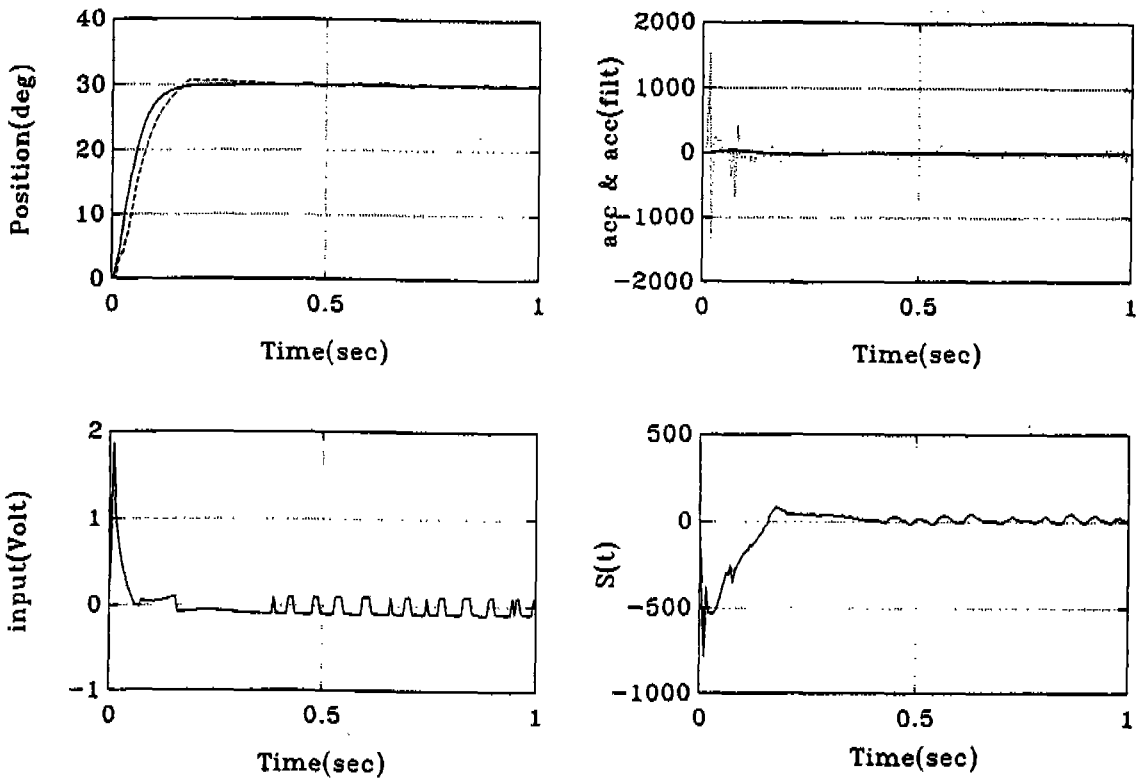 40
30
20
10
0
Position(deg)
0 0.5 1
Time(sec)
2000
1000
0
-1000
-2000
acc & acc(filt)
0 0.5 1
Time(sec)
2
1
0
-1
input(Volt)
0 0.5 1
Time(sec)
500
0
-500
-1000
S(t)
0 0.5 1
Time(sec)